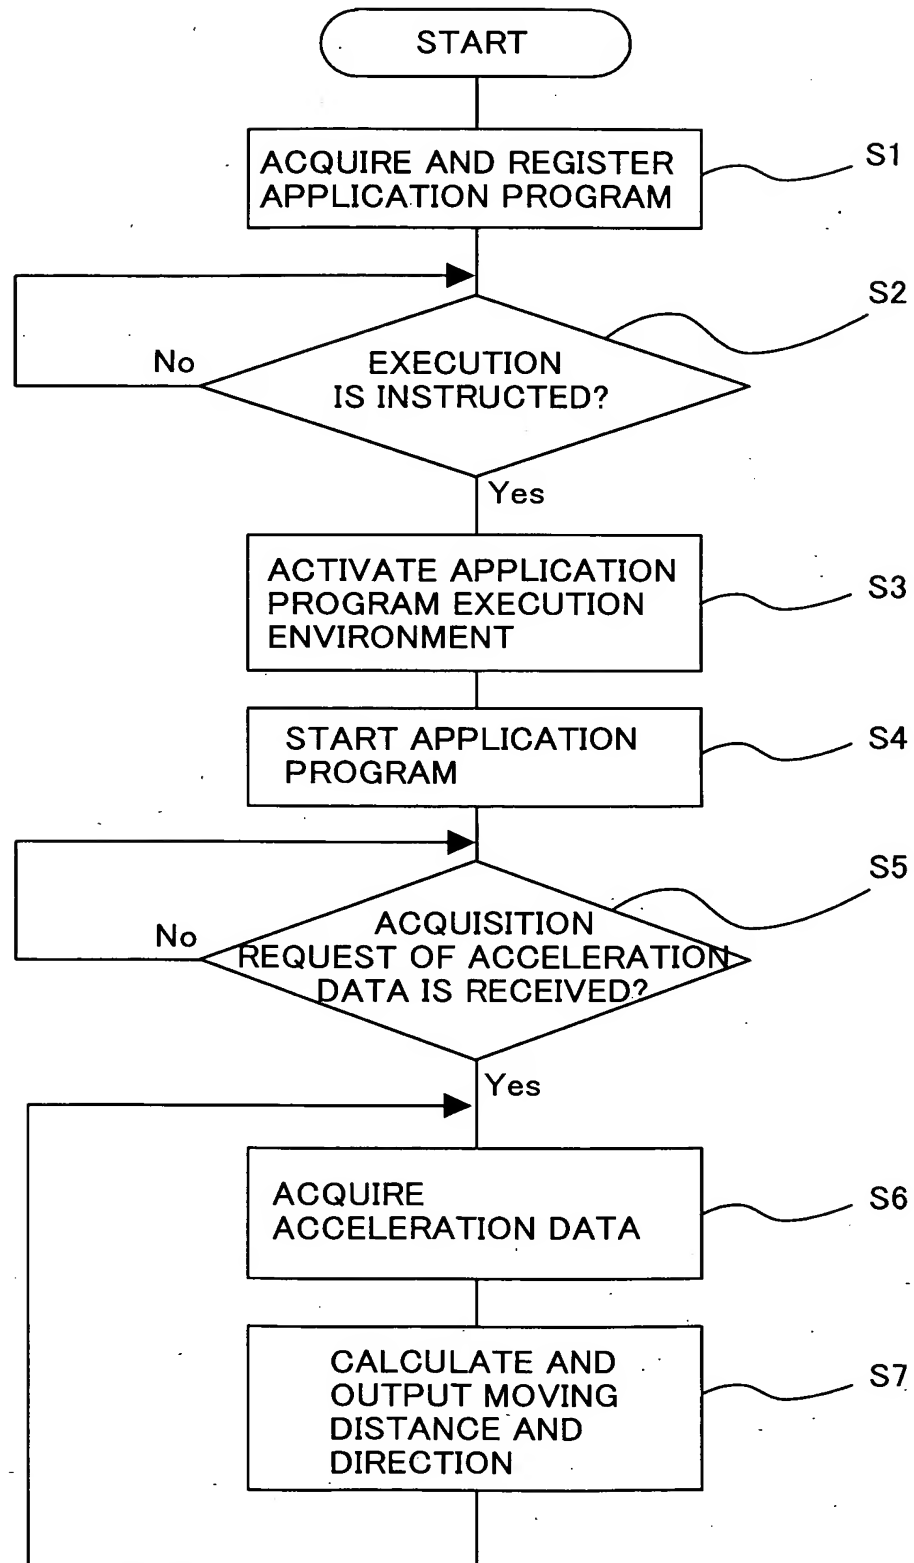 START
ACQUIRE AND REGISTER
APPLICATION PROGRAM
S1
S2
No
EXECUTION
IS INSTRUCTED?
Yes
ACTIVATE APPLICATION
PROGRAM EXECUTION
ENVIRONMENT
S3
START APPLICATION
PROGRAM
S4
S5
No
ACQUISITION
REQUEST OF ACCELERATION
DATA IS RECEIVED?
Yes
ACQUIRE
ACCELERATION DATA
S6
CALCULATE AND
OUTPUT MOVING
DISTANCE AND
DIRECTION
S7